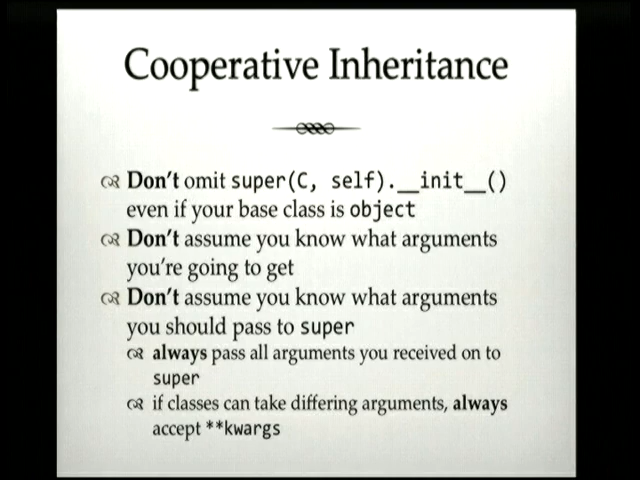 Cooperative Inheritance
Don't omit super(C, self).__init__()
even if your base class is object
Don't assume you know what arguments
you're going to get
Don't assume you know what arguments
you should pass to super
always pass all arguments you received on to
super
if classes can take differing arguments, always
accept **kwargs